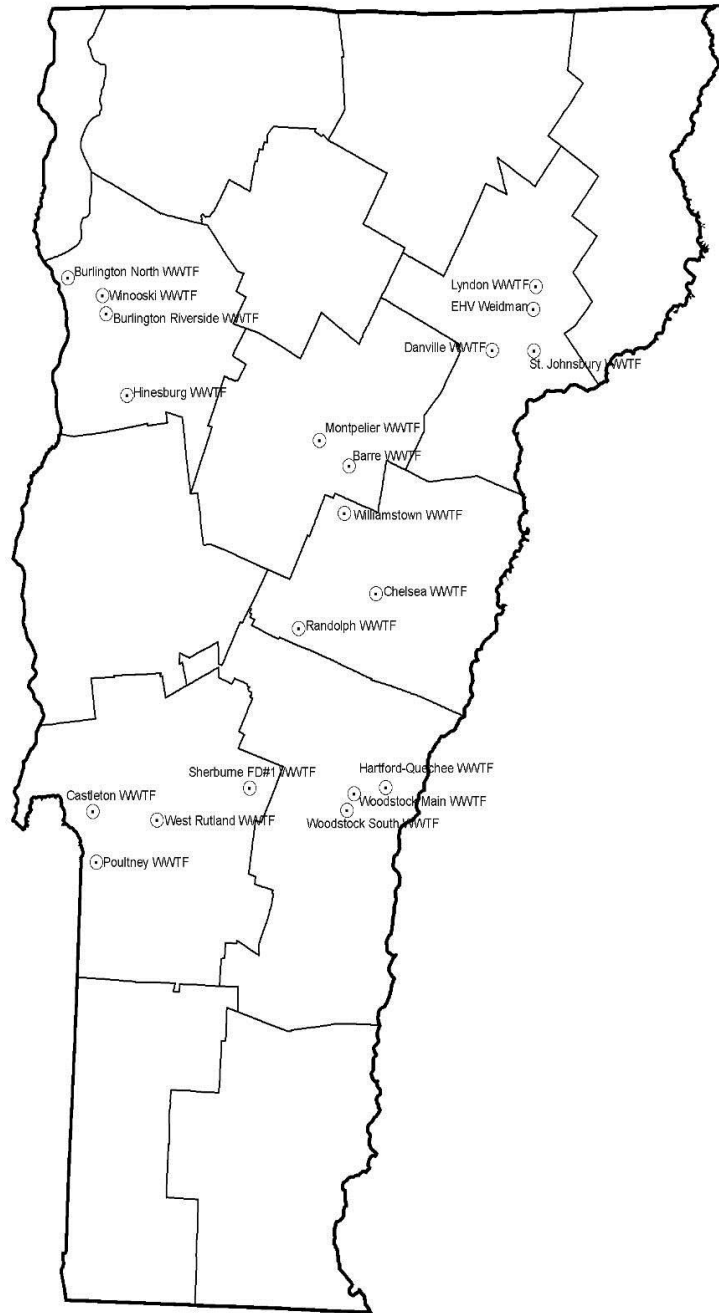 Burlington North WWTF
Winooski WWTF
Burlington Riverside WWTF
Lyndon WWTF
EHV Weidman
Danville WWTF
St. Johnsbury WWTF
Hinesburg WWTF
Montpelier WWTF
Barre WWTF
Williamstown WWTF
Chelsea WWTF
Randolph WWTF
Sherburne FD#1 WWTF
Hartford-Quechee WWTF
Castleton WWTF
Woodstock Main WWTF
West Rutland WWTF
Woodstock South WWTF
Poultney WWTF